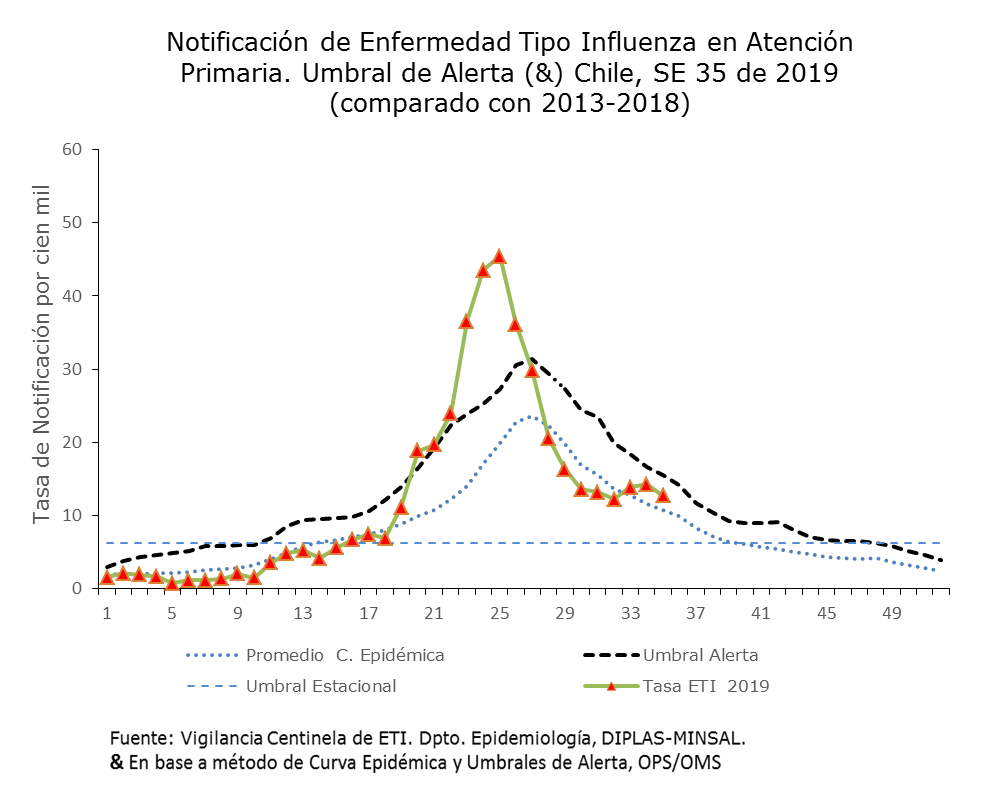 Notificación de Enfermedad Tipo Influenza en Atención
Primaria. Umbral de Alerta (&) Chile, SE 35 de 2019
(comparado con 2013-2018)
Tasa de Notificación por cien mil
60
50
40
30
20
10
0
1 5 9 13 17 21 25 29 33 37 41 45 49
Promedio C. Epidémica Umbral Alerta
Umbral Estacional Tasa ETI 2019
Fuente: Vigilancia Centinela de ETI. Dpto. Epidemiología, DIPLAS-MINSAL.
& En base a método de Curva Epidémica y Umbrales de Alerta, OPS/OMS